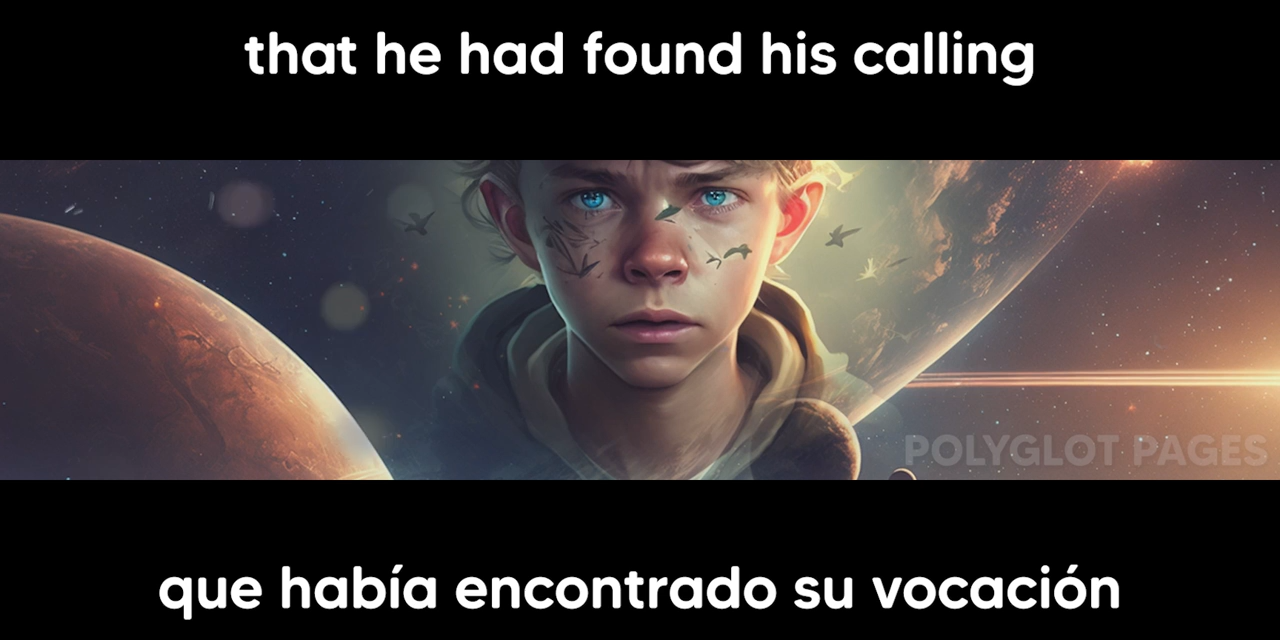 that he had found his calling
POLYGLOT PAGES
que había encontrado su vocación